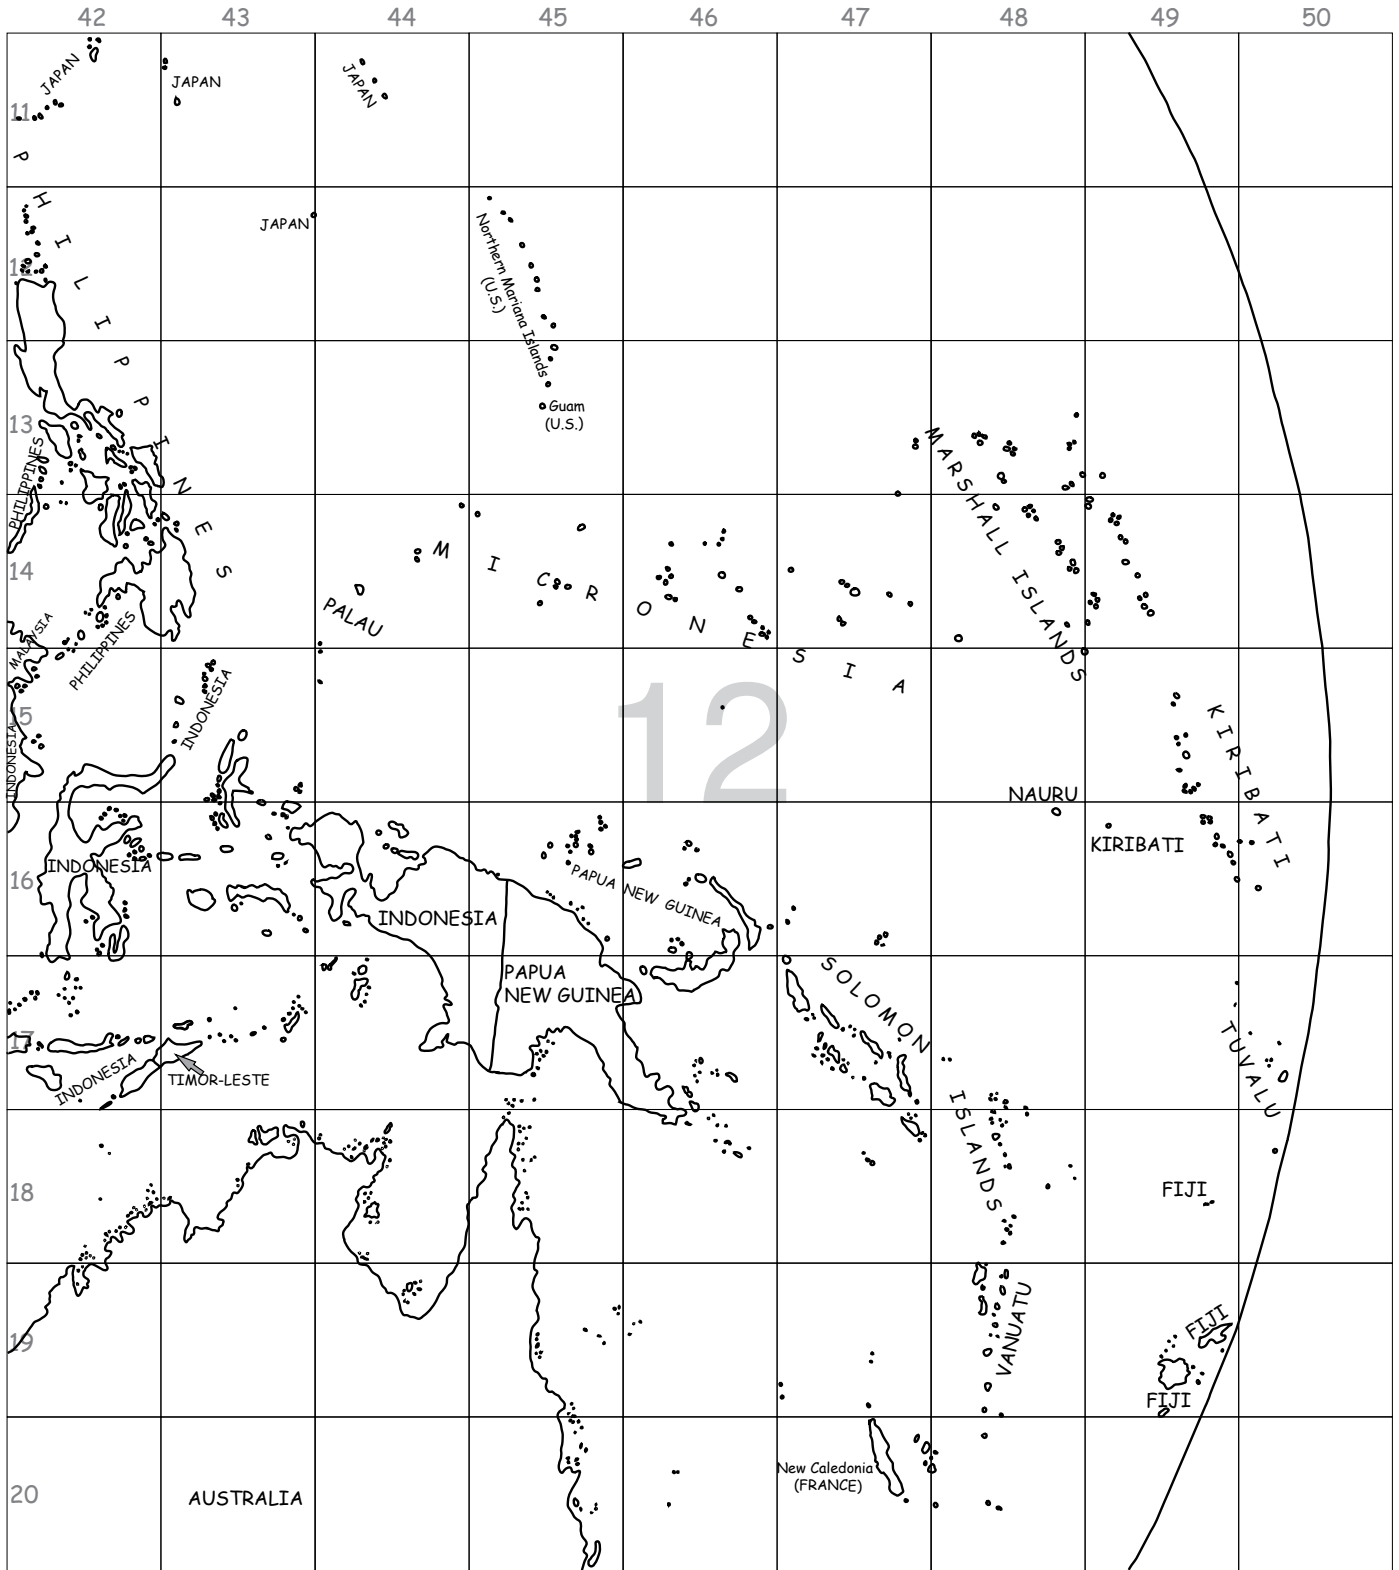 42 43 44 45 46 47 48 49 50
JAPAN
JAPAN
JAPAN
11
PHILIPPINES
JAPAN
12
Northern Mariana Islands
(U.S.)
Guam
(U.S.)
13
PHILIPPINES
MARSHALL ISLANDS
14
MICRONESIA
PALAU
MALAYSIA
PHILIPPINES
INDONESIA
15
INDONESIA
12
KIRIBATI
NAURU
KIRIBATI
INDONESIA
16
PAPUA NEW GUINEA
INDONESIA
PAPUA
NEW GUINEA
SOLOMON
ISLANDS
17
INDONESIA
TIMOR-LESTE
TUVALU
18
FIJI
19
VANUATU
FIJI
FIJI
20
AUSTRALIA
New Caledonia
(FRANCE)